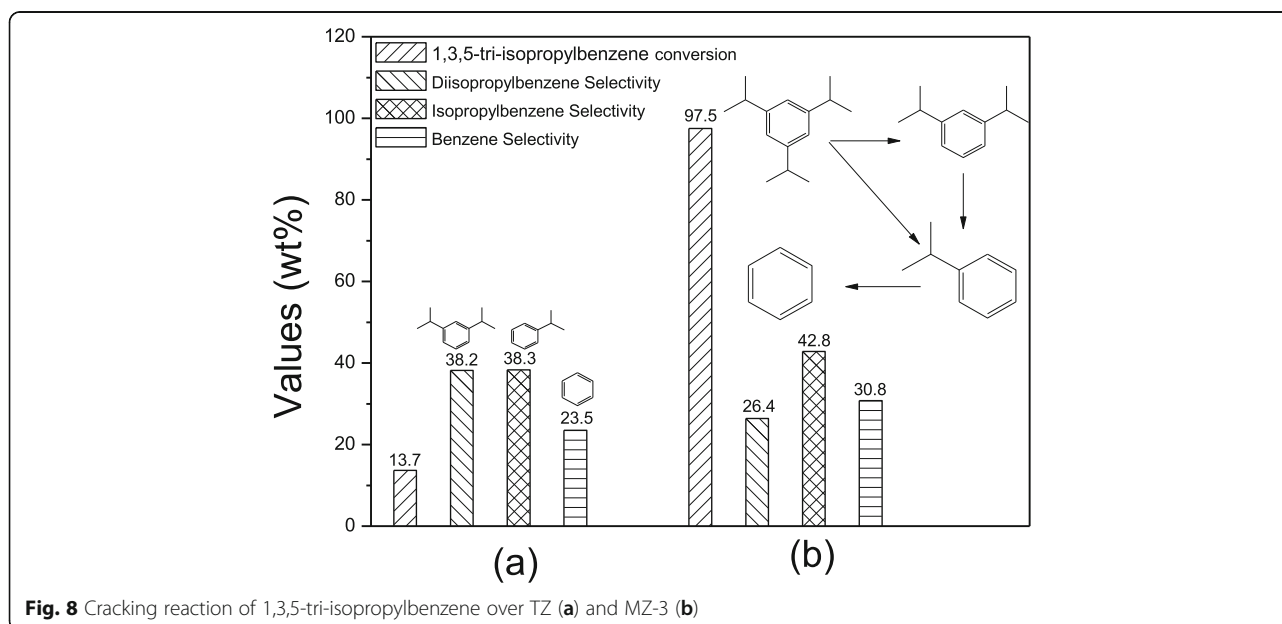 120
100
80
60
40
20
0
Values (wt%)
1,3,5-tri-isopropylbenzene conversion
Diisopropylbenzene Selectivity
Isopropylbenzene Selectivity
Benzene Selectivity
13.7
38.2
38.3
23.5
97.5
26.4
42.8
30.8
(a)
(b)
Fig. 8 Cracking reaction of 1,3,5-tri-isopropylbenzene over TZ (a) and MZ-3 (b)